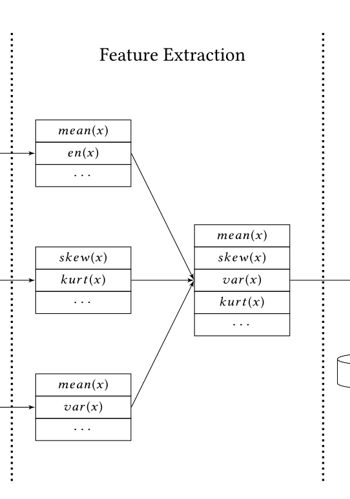 Feature Extraction
mean(x)
en(x)
...
skew(x)
kurt(x)
...
mean(x)
var(x)
...
mean(x)
skew(x)
var(x)
kurt(x)
...